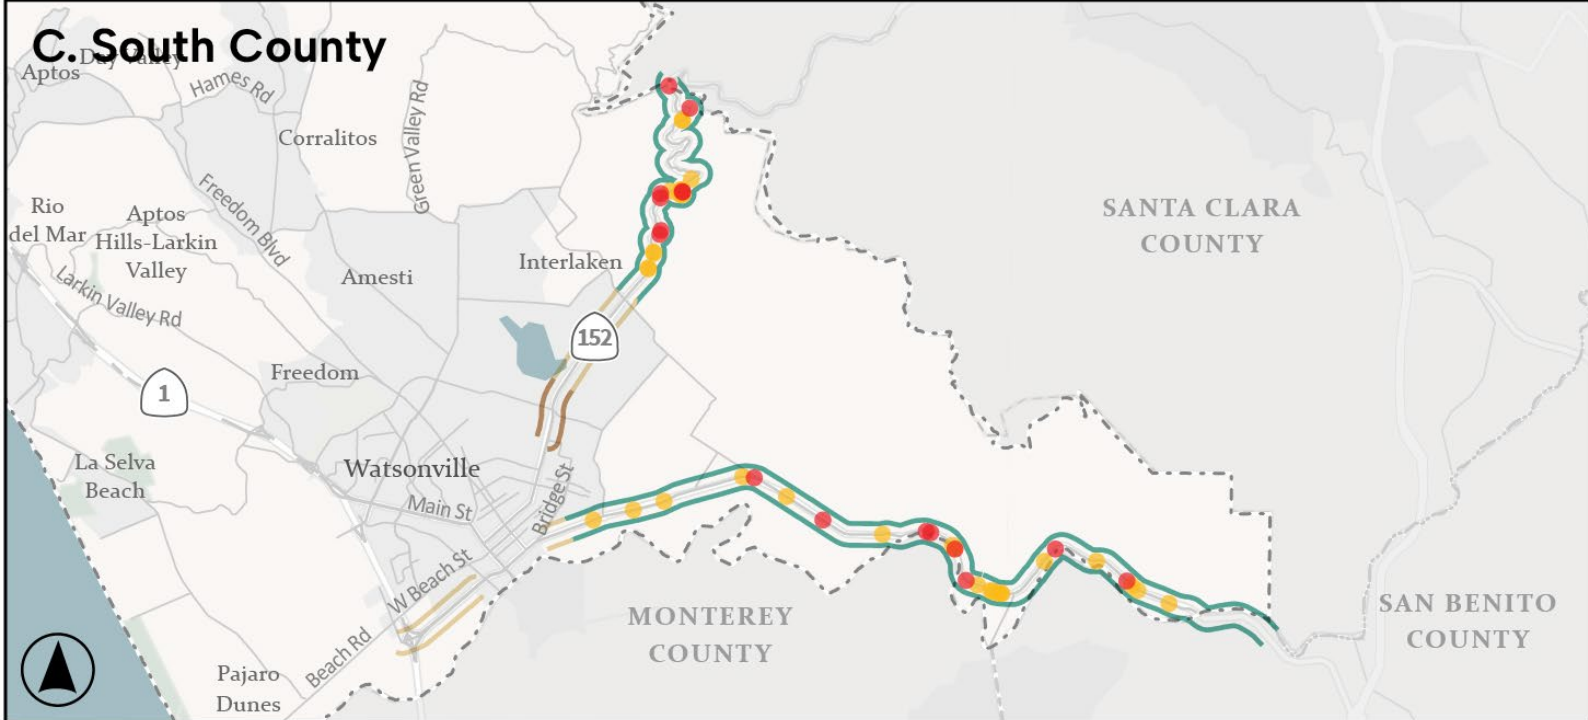 C. South County
Day Valley
Aptos
Hames Rd
Corralitos
Green Valley Rd
Rio
del Mar
Aptos
Hills-Larkin
Valley
Freedom Blvd
Larkin Valley Rd
Amesti
Interlaken
SANTA CLARA
COUNTY
152
1
Freedom
La Selva
Beach
Watsonville
Main St
Bridge St
W Beach St
Beach Rd
Pajaro
Dunes
MONTEREY
COUNTY
SAN BENITO
COUNTY